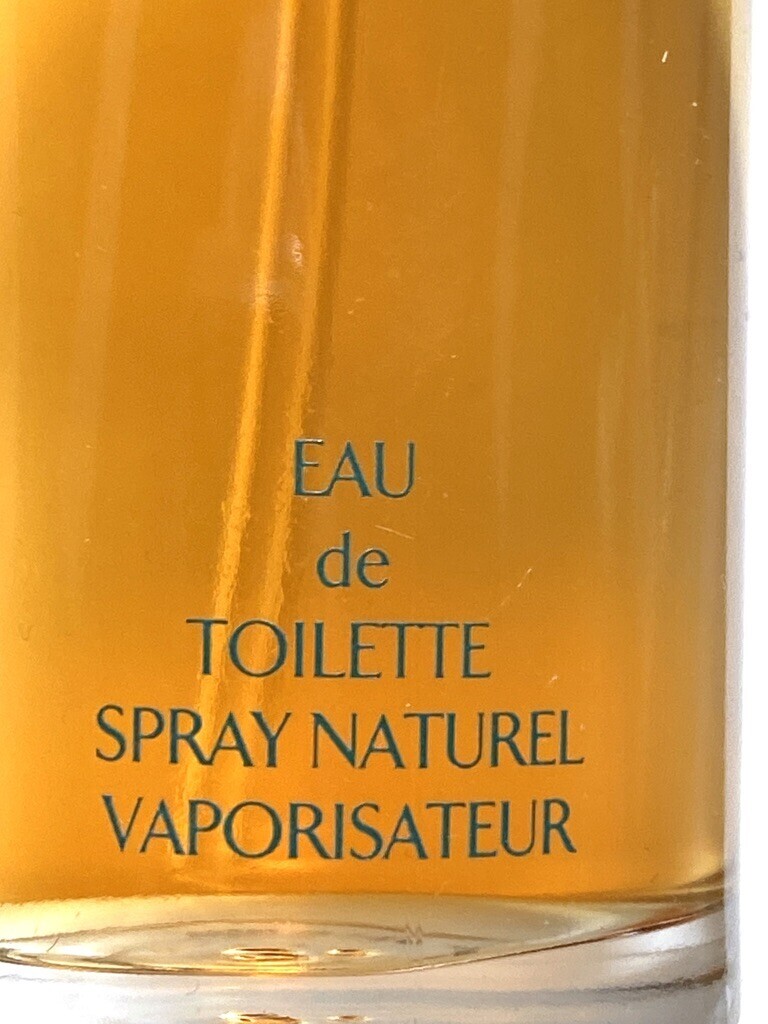 EAU
de
TOILETTE
SPRAY NATUREL
VAPORISATEUR